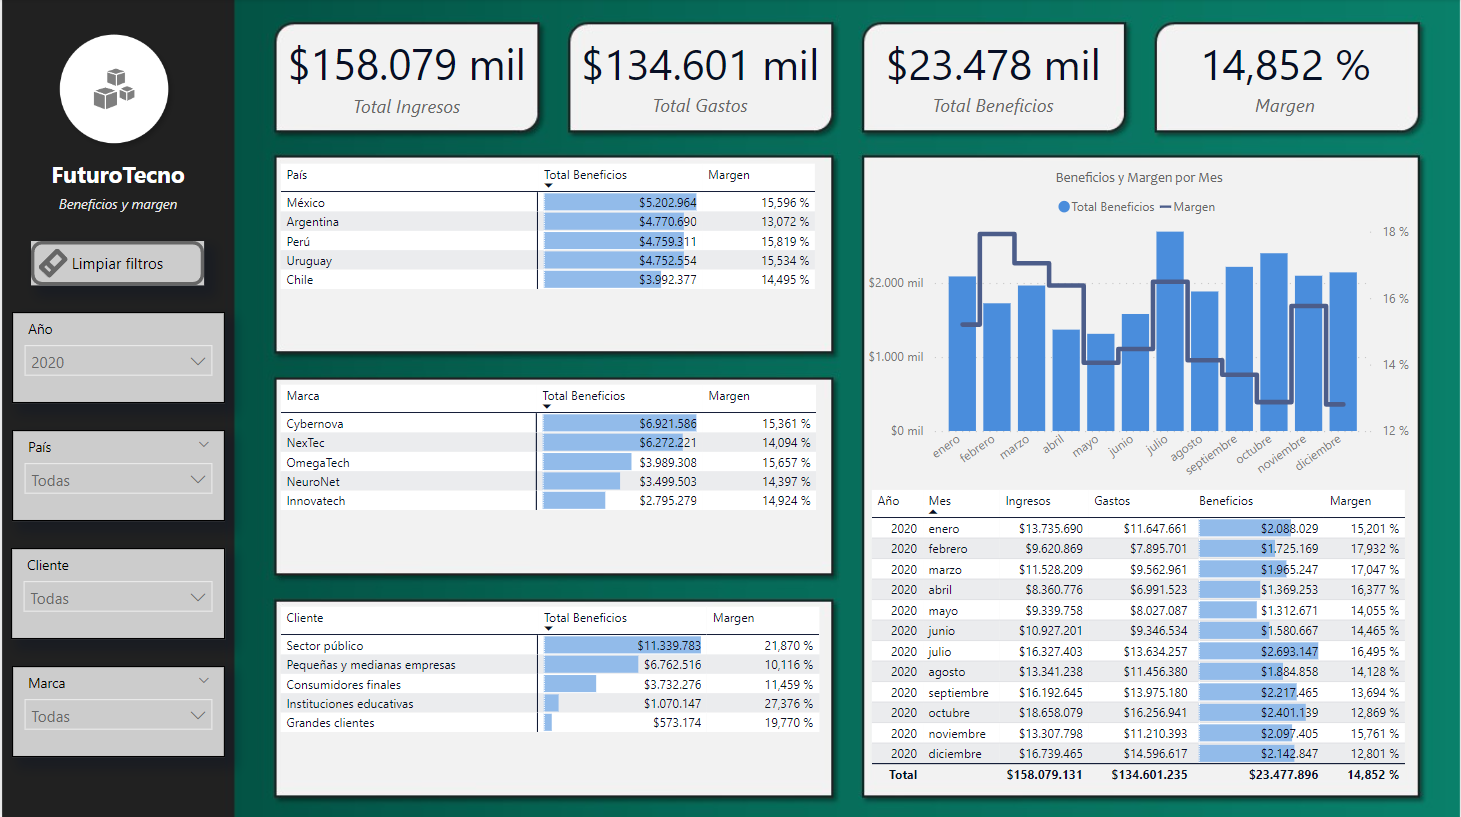 FuturoTecno
Beneficios y margen
Limpiar filtros
Año
2020
País
Todas
Cliente
Todas
Marca
Todas
$158.079 mil
Total Ingresos
$134.601 mil
Total Gastos
$23.478 mil
Total Beneficios
14,852 %
Margen
País Total Beneficios Margen
México $5.202.964 15,596 %
Argentina $4.770.690 13,072 %
Perú $4.759.311 15,819 %
Uruguay $4.752.554 15,534 %
Chile $3.992.377 14,495 %
Marca Total Beneficios Margen
Cybernova $6.921.586 15,361 %
NexTec $6.272.221 14,094 %
OmegaTech $3.989.308 15,657 %
NeuroNet $3.499.503 14,397 %
Innovatech $2.795.279 14,924 %
Cliente Total Beneficios Margen
Sector público $11.339.783 21,870 %
Pequeñas y medianas empresas $6.762.516 10,116 %
Consumidores finales $3.732.276 11,459 %
Instituciones educativas $1.070.147 27,376 %
Grandes clientes $573.174 19,770 %
Beneficios y Margen por Mes
Total Beneficios Margen
18 %
$2.000 mil
16 %
$1.000 mil
14 %
$0 mil
12 %
enero febrero marzo abril mayo junio julio agosto septiembre octubre noviembre diciembre
Año Mes Ingresos Gastos Beneficios Margen
2020 enero $13.735.690 $11.647.661 $2.088.029 15,201 %
2020 febrero $9.620.869 $7.895.701 $1.725.169 17,932 %
2020 marzo $11.528.209 $9.562.961 $1.965.247 17,047 %
2020 abril $8.360.776 $6.991.523 $1.369.253 16,377 %
2020 mayo $9.339.758 $8.027.087 $1.312.671 14,055 %
2020 junio $10.927.201 $9.346.534 $1.580.667 14,465 %
2020 julio $16.327.403 $13.634.257 $2.693.147 16,495 %
2020 agosto $13.341.238 $11.456.380 $1.884.858 14,128 %
2020 septiembre $16.192.645 $13.975.180 $2.217.465 13,694 %
2020 octubre $18.658.079 $16.256.941 $2.401.139 12,869 %
2020 noviembre $13.307.798 $11.210.393 $2.097.405 15,761 %
2020 diciembre $16.739.465 $14.596.617 $2.142.847 12,801 %
Total $158.079.131 $134.601.235 $23.477.896 14,852 %